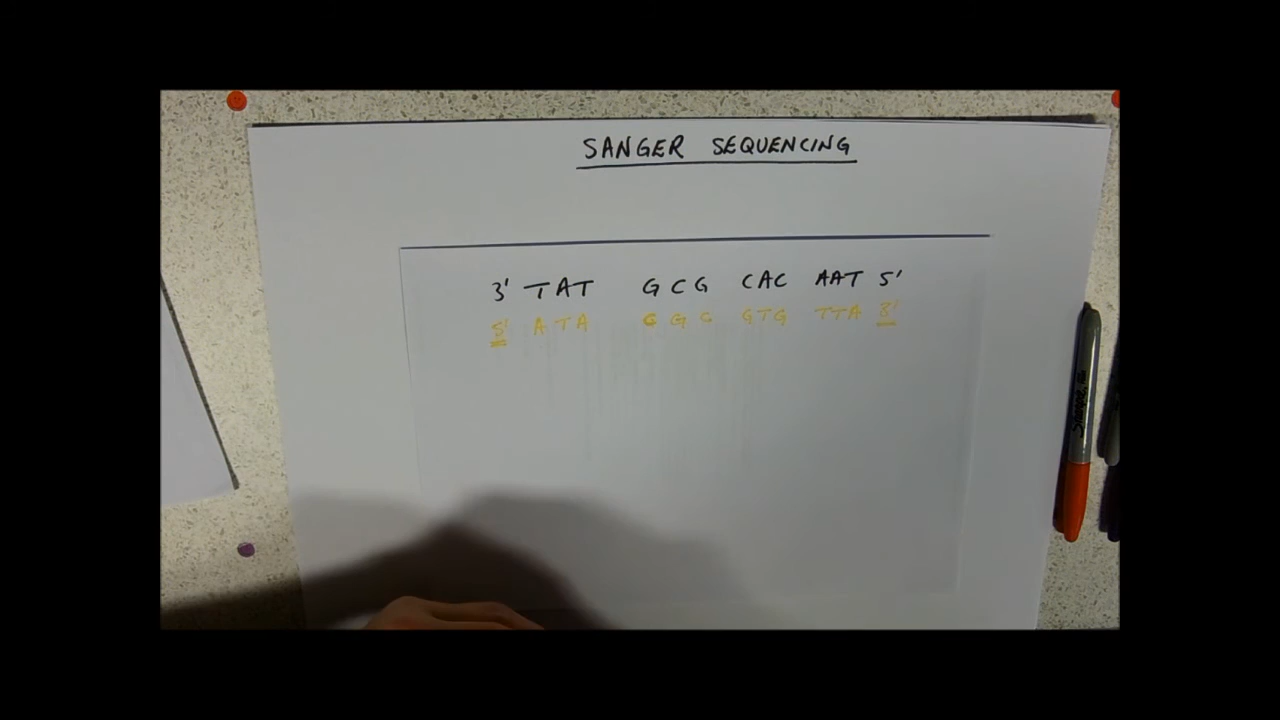 SANGER SEQUENCING
3' TAT GCG CAC AAT 5'
5' ATA CGC GTG TTA 3'